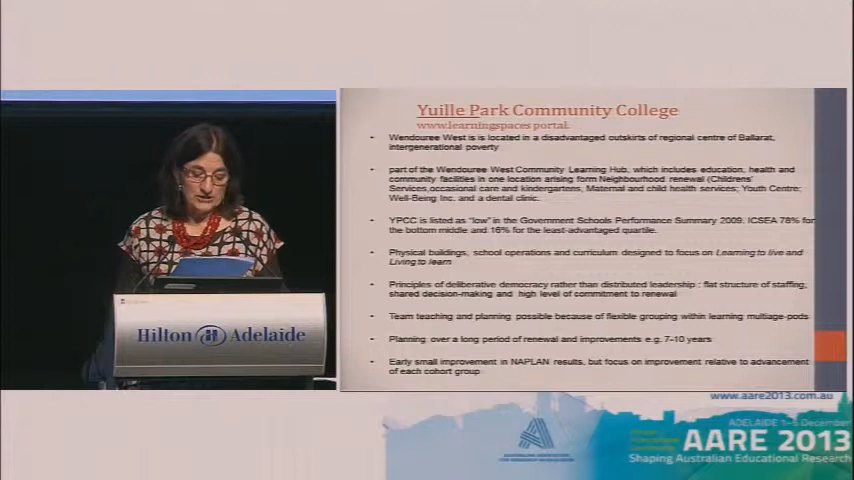 Yuille Park Community College
www.learningspaces portal.
• Wendouree West is is located in a disadvantaged outskirts of regional centre of Ballarat,
intergenerational poverty
• part of the Wendouree West Community Learning Hub, which includes education, health and
community facilities in one location arising form Neighbourhood renewal (Childrens'
Services,occasional care and kindergartens, Maternal and child health services; Youth Centre;
Well-Being Inc. and a dental clinic.
• YPCC is listed as "low" in the Government Schools Performance Summary 2009. ICSEA 78% for
the bottom middle and 16% for the least-advantaged quartile.
• Physical buildings, school operations and curriculum designed to focus on Learning to live and
Living to learn
• Principles of deliberative democracy rather than distributed leadership : flat structure of staffing;
shared decision-making and high level of commitment to renewal
• Team teaching and planning possible because of flexible grouping within learning multiage-pods
• Planning over a long period of renewal and improvements e.g. 7-10 years
• Early small improvement in NAPLAN results, but focus on improvement relative to advancement
of each cohort group
Hilton H Adelaide
www.aare2013.com.au
ADELAIDE 1-5 December
AARE 2013
Shaping Australian Educational Research